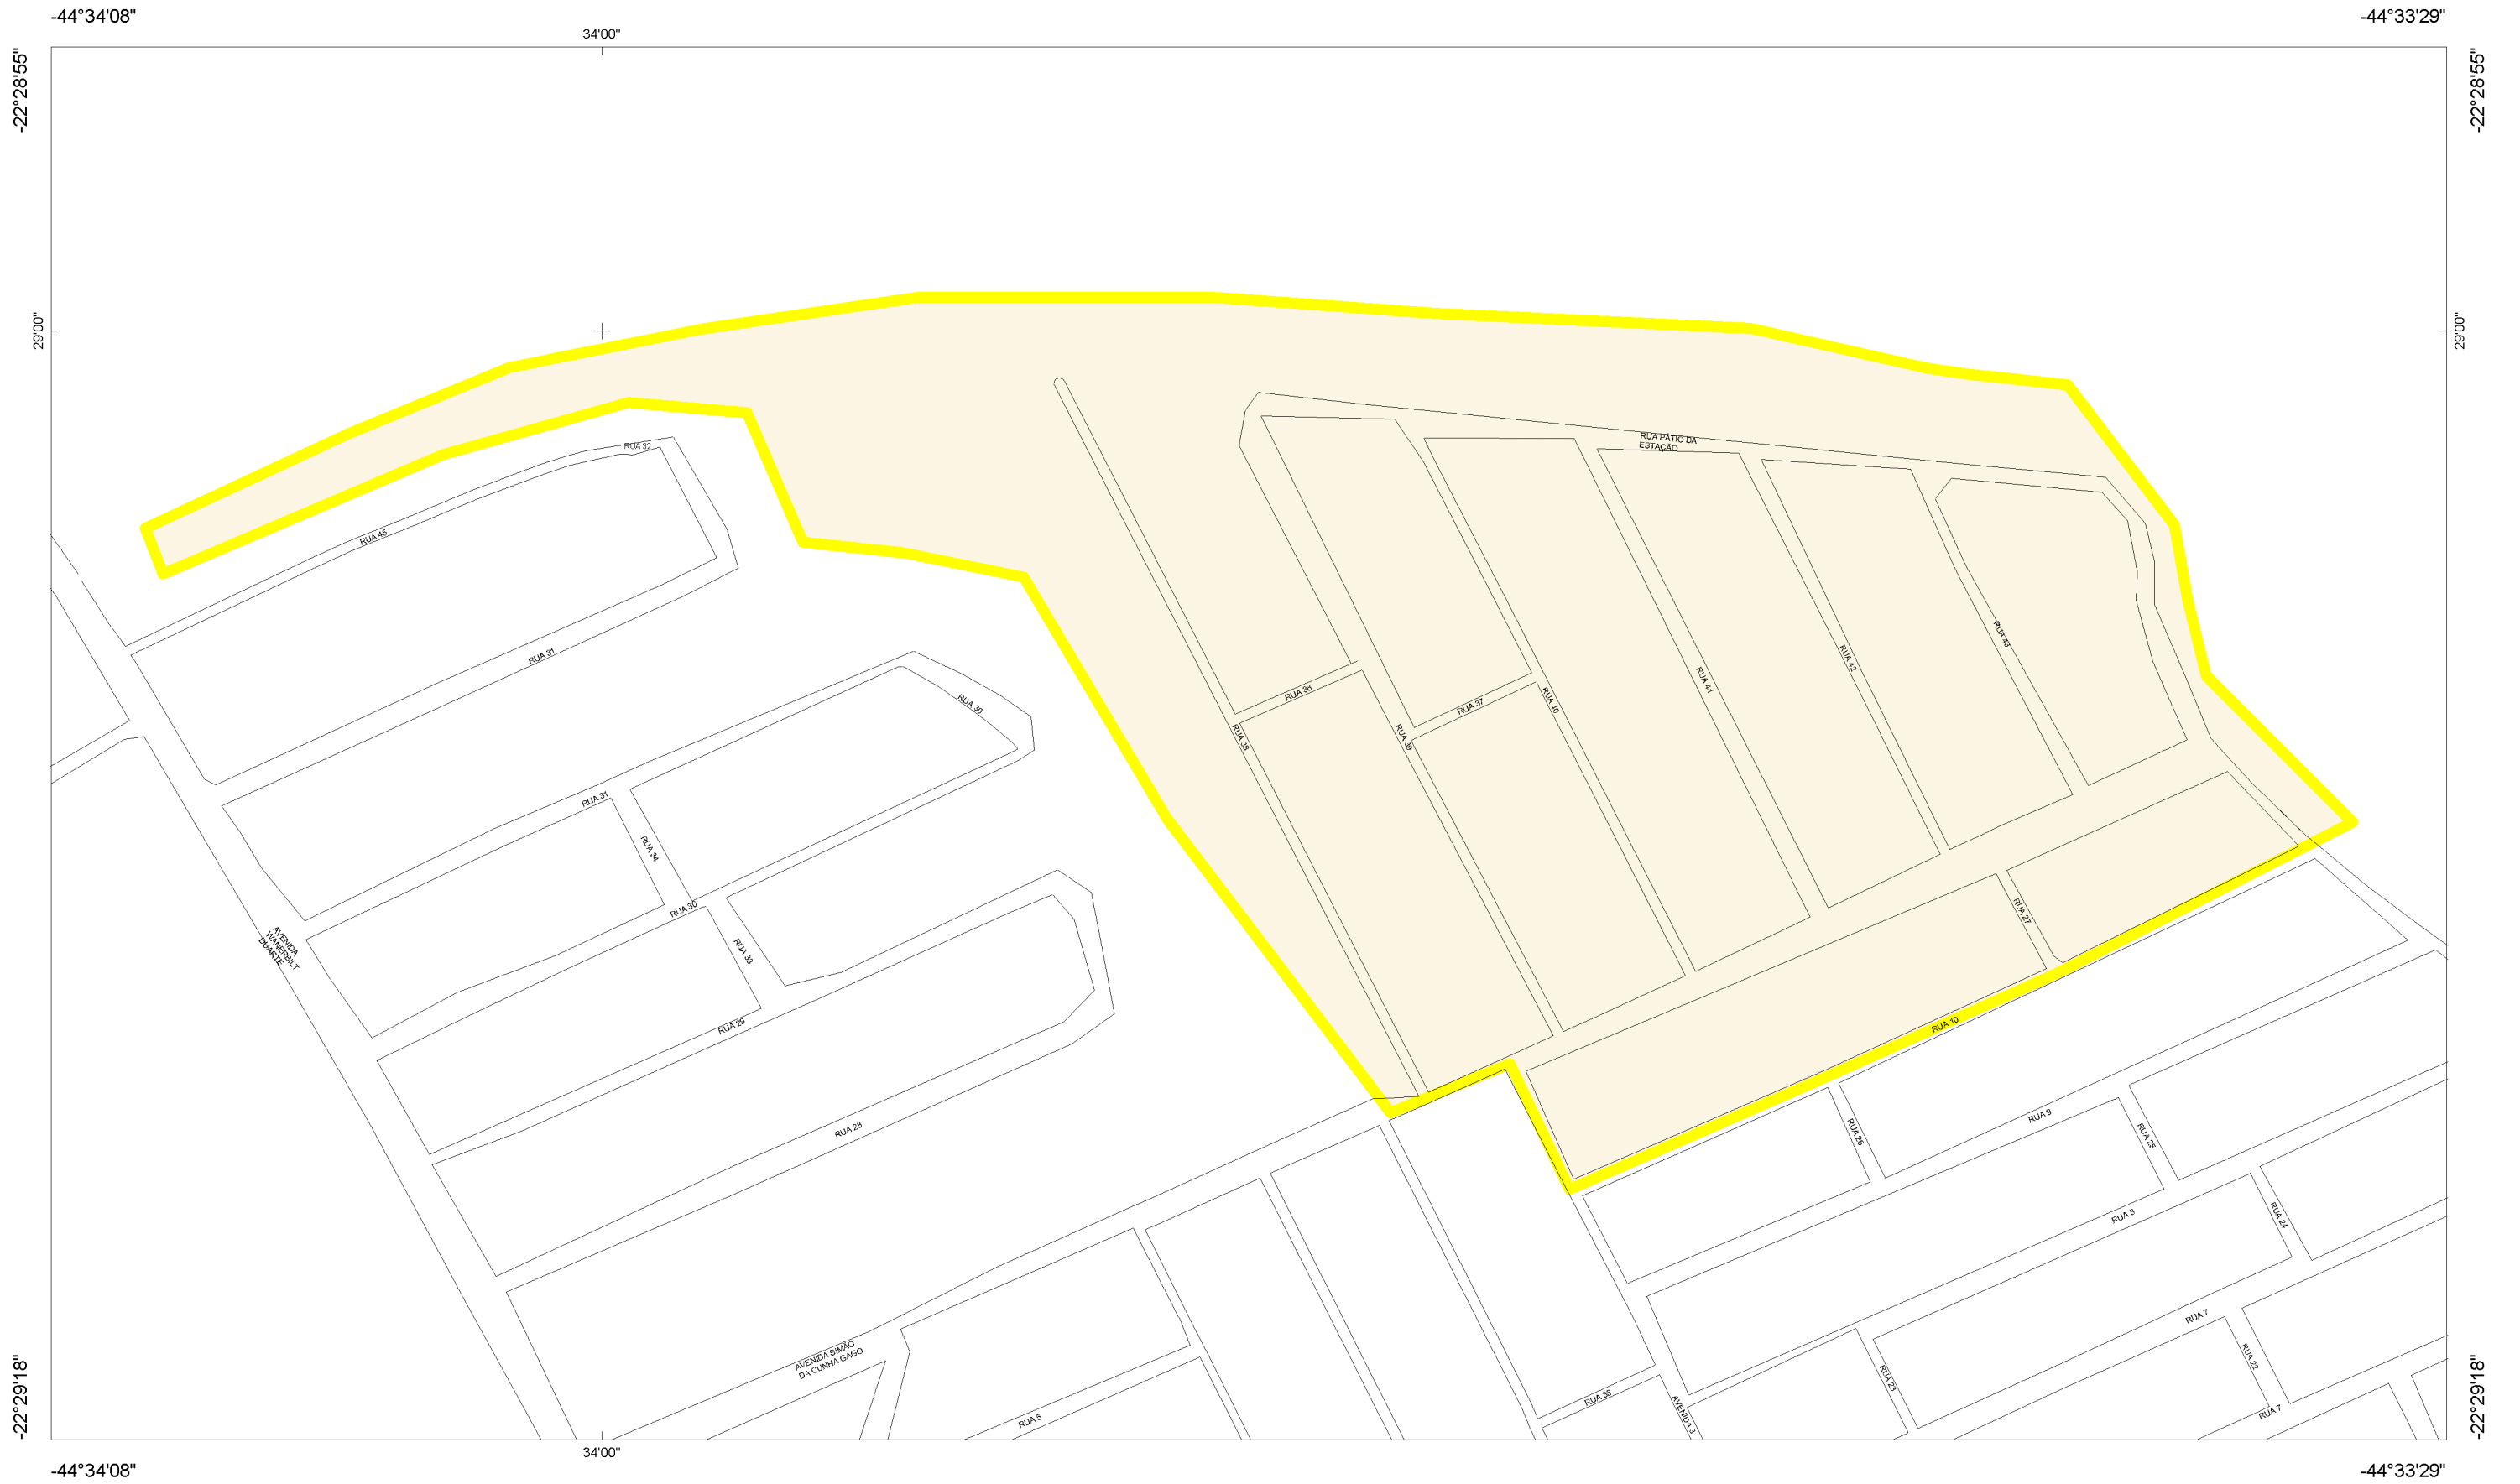 -44°34'08"
-44°33'29"
34'00"
-22°28'55"
-22°28'55"
29'00"
29'00"
RUA 32
RUA PÁTIO DA
ESTAÇÃO
RUA 45
RUA 31
RUA 43
RUA 42
RUA 41
RUA 36
RUA 30
RUA 40
RUA 37
RUA 38
RUA 39
RUA 31
RUA 34
RUA 30
RUA 27
RUA 33
AVENIDA
WANERBILT
DUARTE
RUA 29
RUA 10
RUA 28
RUA 26
RUA 9
RUA 25
RUA 8
RUA 24
RUA 7
AVENIDA SIMÃO
DA CUNHA GAGO
RUA 22
RUA 23
RUA 35
AVENIDA 3
RUA 7
RUA 5
-22°29'18"
-22°29'18"
34'00"
-44°34'08"
-44°33'29"